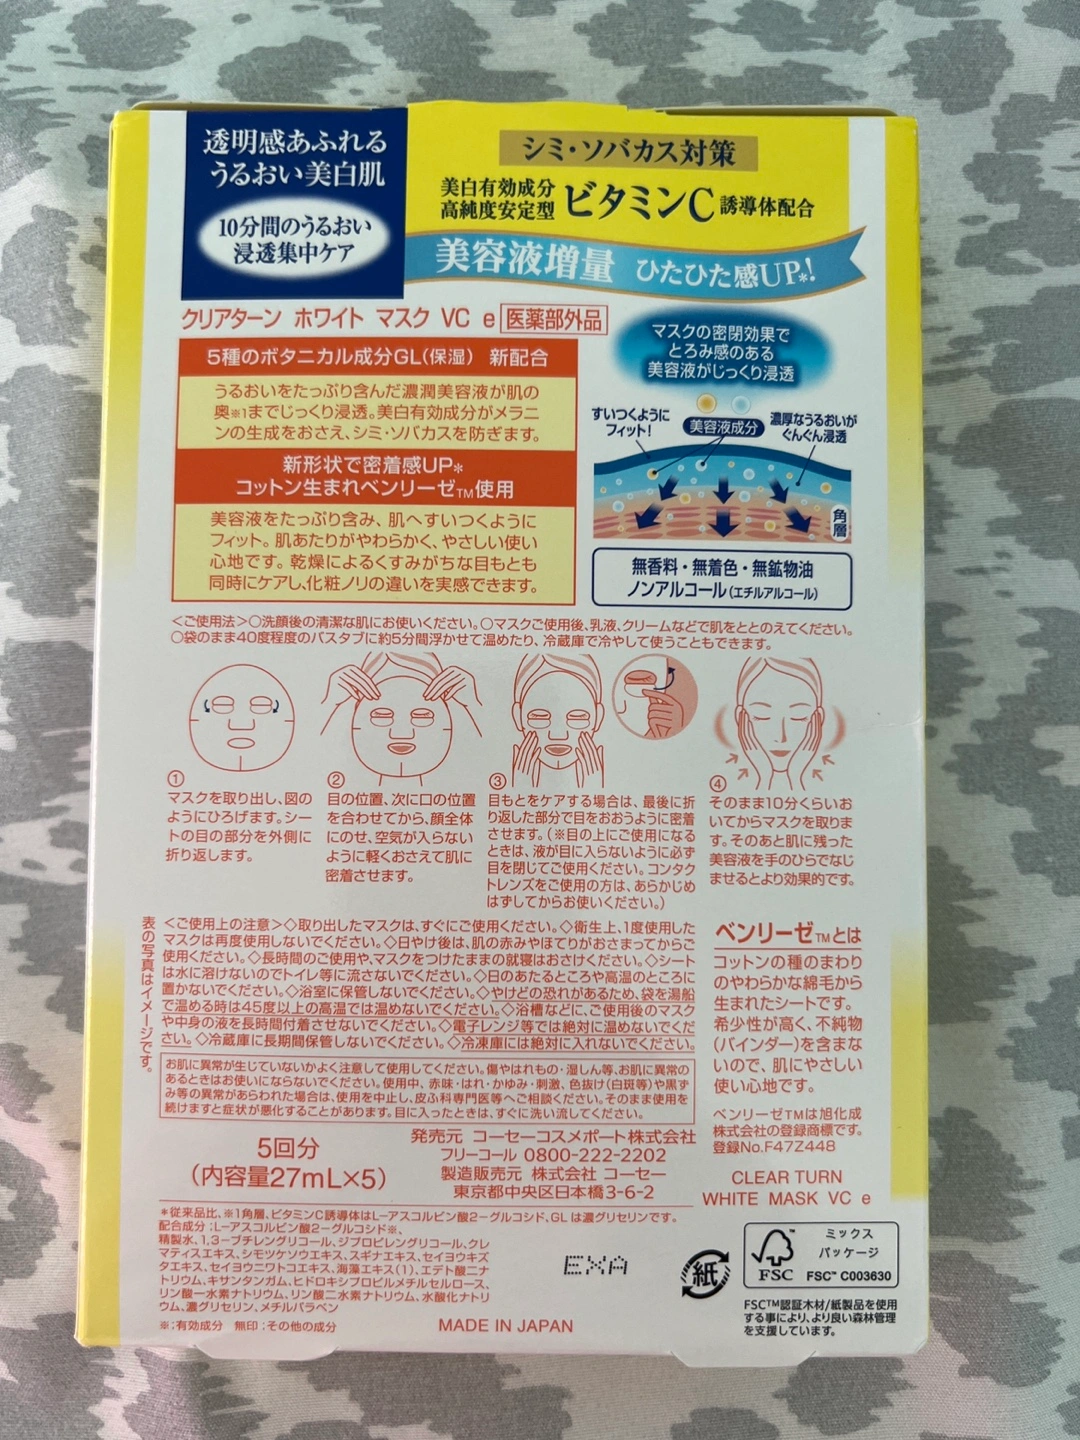 透明感あふれる
うるおい美白肌
10分間のうるおい
浸透集中ケア
シミ・ソバカス対策
美白有効成分
高純度安定型 ビタミンC誘導体配合
美容液増量 ひたひた感UP*!
クリアターン ホワイト マスク VC e 医薬部外品
5種のボタニカル成分GL(保湿) 新配合
うるおいをたっぷり含んだ濃潤美容液が肌の
奥※1までじっくり浸透。美白有効成分がメラニ
ンの生成をおさえ、シミ・ソバカスを防ぎます。
新形状で密着感UP*
コットン生まれベンリーゼTM使用
美容液をたっぷり含み、肌へすいつくように
フィット。肌あたりがやわらかく、やさしい使い
心地です。乾燥によるくすみがちな目もとも
同時にケアし、化粧ノリの違いを実感できます。
マスクの密閉効果で
とろみ感のある
美容液がじっくり浸透
すいつくように
フィット!
美容液成分
濃厚なうるおいが
ぐんぐん浸透
角層
無香料・無着色・無鉱物油
ノンアルコール(エチルアルコール)
<ご使用法>○洗顔後の清潔な肌にお使いください。○マスクご使用後、乳液、クリームなどで肌をととのえてください。
○袋のまま40度程度のバスタブに約5分間浮かせて温めたり、冷蔵庫で冷やして使うこともできます。
①
マスクを取り出し、図の
ようにひろげます。シー
トの目の部分を外側に
折り返します。
②
目の位置、次に口の位置
を合わせてから、顔全体
にのせ、空気が入らない
ように軽くおさえて肌に
密着させます。
③
目もとをケアする場合は、最後に折
り返した部分で目をおおうように密着
させます。(※目の上にご使用になる
ときは、液が目に入らないように必ず
目を閉じてご使用ください。コンタク
トレンズをご使用の方は、あらかじめ
はずしてからお使いください。)
④
そのまま10分くらいお
いてからマスクを取りま
す。そのあと肌に残った
美容液を手のひらでなじ
ませるとより効果的です。
表の写真はイメージです。
<ご使用上の注意>◇取り出したマスクは、すぐにご使用ください。◇衛生上、1度使用した
マスクは再度使用しないでください。◇日やけ後は、肌の赤みやほてりがおさまってからご
使用ください。◇長時間のご使用や、マスクをつけたままの就寝はおさけください。◇シート
は水に溶けないのでトイレ等に流さないでください。◇日のあたるところや高温のところに
置かないでください。◇浴室に保管しないでください。◇やけどの恐れがあるため、袋を湯船
で温める時は45度以上の高温では温めないでください。◇浴槽などに、ご使用後のマスク
や中身の液を長時間付着させないでください。◇電子レンジ等では絶対に温めないでくだ
さい。◇冷蔵庫に長期間保管しないでください。◇冷凍庫には絶対に入れないでください。
お肌に異常が生じていないかよく注意して使用してください。傷やはれもの・湿しん等、お肌に異常の
あるときはお使いにならないでください。使用中、赤味・はれ・かゆみ・刺激、色抜け(白斑等)や黒ず
み等の異常があらわれた場合は、使用を中止し、皮ふ科専門医等へご相談ください。そのまま使用を
続けますと症状が悪化することがあります。目に入ったときは、すぐに洗い流してください。
ベンリーゼTMとは
コットンの種のまわり
のやわらかな綿毛から
生まれたシートです。
希少性が高く、不純物
(バインダー)を含まな
いので、肌にやさしい
使い心地です。
ベンリーゼTMは旭化成
株式会社の登録商標です。
登録No.F47Z448
5回分
(内容量27mL×5)
発売元 コーセーコスメポート株式会社
フリーコール 0800-222-2202
製造販売元 株式会社 コーセー
東京都中央区日本橋3-6-2
CLEAR TURN
WHITE MASK VC e
*従来品比、※1角層、ビタミンC誘導体はL-アスコルビン酸2-グルコシド、GLは濃グリセリンです。
配合成分:L-アスコルビン酸2-グルコシド※、
精製水、1,3-ブチレングリコール、ジプロピレングリコール、クレ
マティスエキス、シモツケソウエキス、スギナエキス、セイヨウキズ
タエキス、セイヨウニワトコエキス、海藻エキス(1)、エデト酸二ナ
トリウム、キサンタンガム、ヒドロキシプロピルメチルセルロース、
リン酸一水素ナトリウム、リン酸二水素ナトリウム、水酸化ナトリ
ウム、濃グリセリン、メチルパラベン
※:有効成分 無印:その他の成分
EXA
MADE IN JAPAN
紙
FSC
ミックス
パッケージ
FSC™ C003630
FSC™認証木材/紙製品を使用
する事により、より良い森林管理
を支援しています。